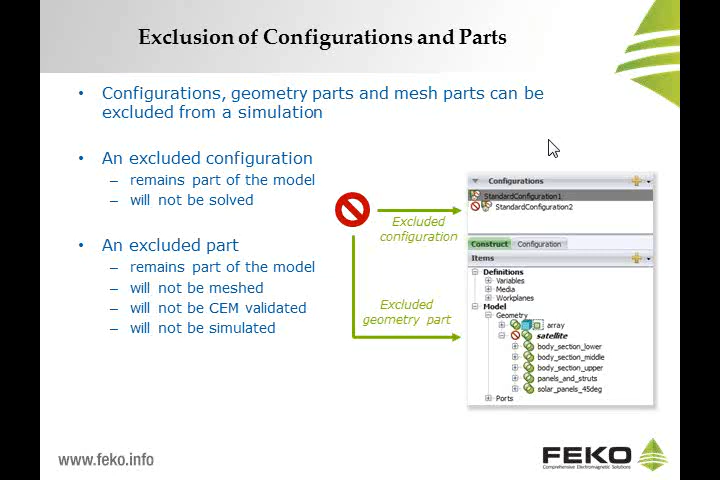 Exclusion of Configurations and Parts
• Configurations, geometry parts and mesh parts can be
excluded from a simulation
• An excluded configuration
– remains part of the model
– will not be solved
• An excluded part
– remains part of the model
– will not be meshed
– will not be CEM validated
– will not be simulated
Excluded
configuration
Excluded
geometry part
Configurations
StandardConfiguration1
StandardConfiguration2
Construct Configuration
Items
Definitions
Variables
Media
Workplanes
Model
Geometry
array
satellite
body_section_lower
body_section_middle
body_section_upper
panels_and_struts
solar_panels_45deg
Ports
www.feko.info
FEKO
Comprehensive Electromagnetic Solutions